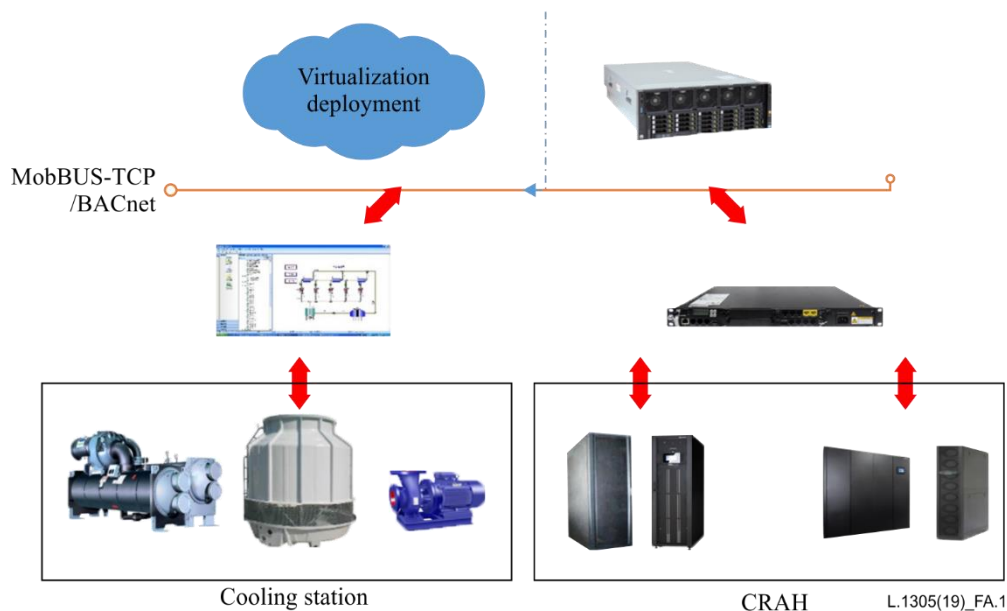 Virtualization
deployment
MobBUS-TCP
/BACnet
Cooling station
CRAH
L.1305(19)_FA.1